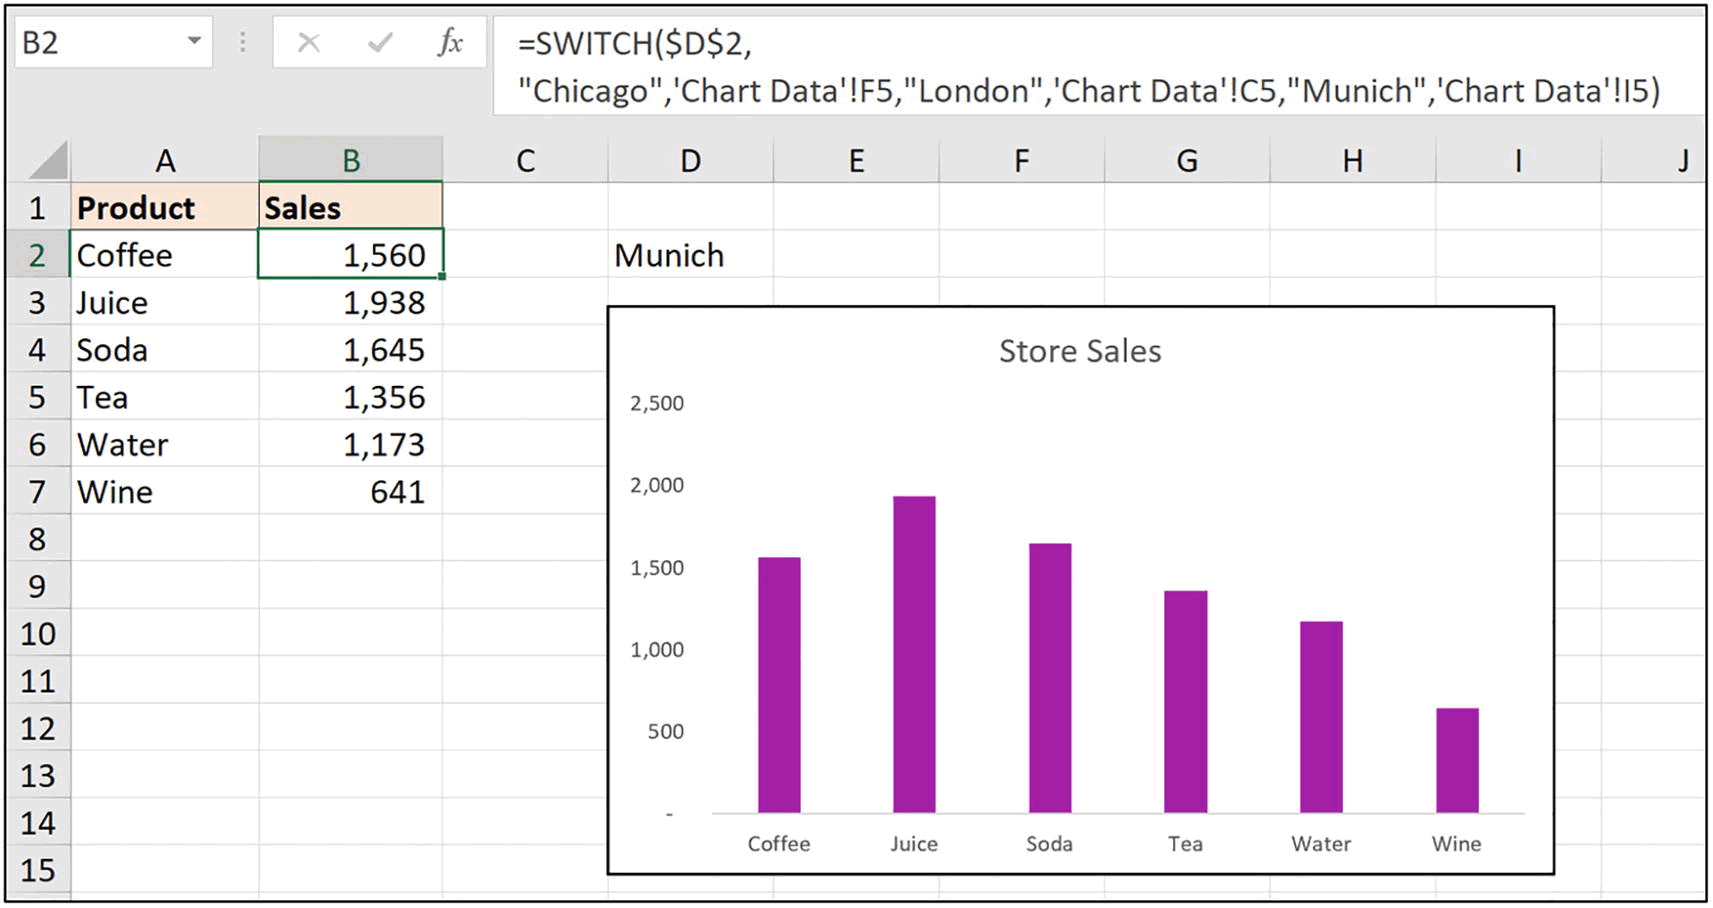 B2 fx =SWITCH($D$2,
"Chicago",'Chart Data'!F5,"London",'Chart Data'!C5,"Munich",'Chart Data'!I5)
A B C D E F G H I J
1 Product Sales
2 Coffee 1,560 Munich
3 Juice 1,938
4 Soda 1,645
5 Tea 1,356
6 Water 1,173
7 Wine 641
8
9
10
11
12
13
14
15
Store Sales
2,500
2,000
1,500
1,000
500
-
Coffee Juice Soda Tea Water Wine